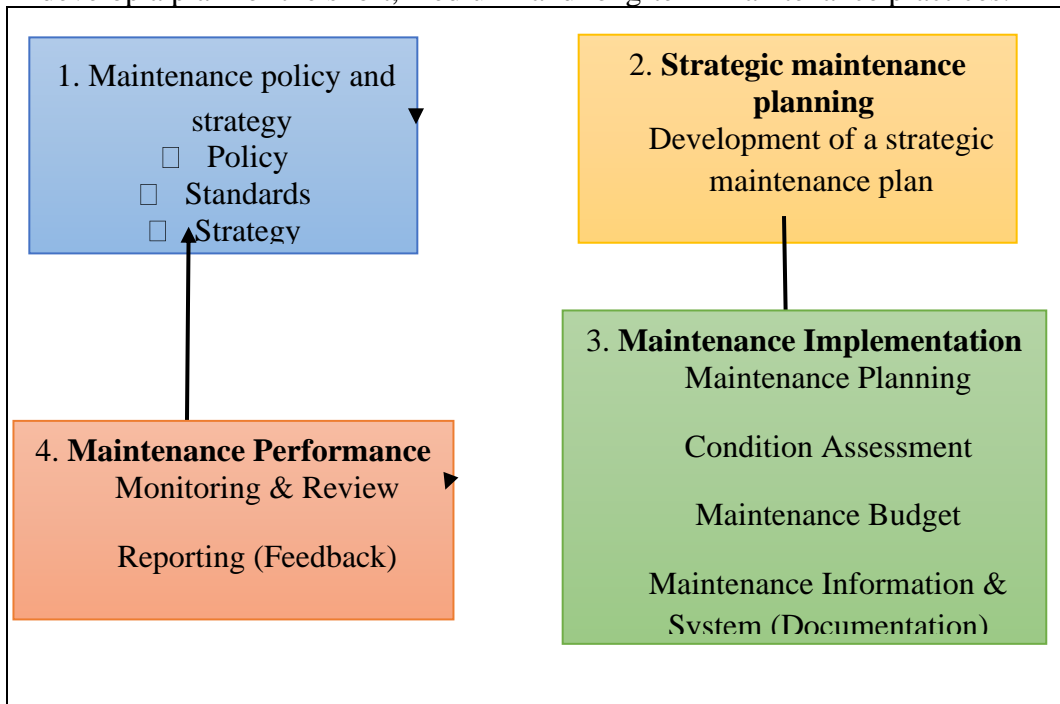 1. Maintenance policy and
strategy
□ Policy
□ Standards
□ Strategy
2. Strategic maintenance
planning
Development of a strategic
maintenance plan
3. Maintenance Implementation
Maintenance Planning
Condition Assessment
Maintenance Budget
Maintenance Information &
System (Documentation)
4. Maintenance Performance
Monitoring & Review
Reporting (Feedback)